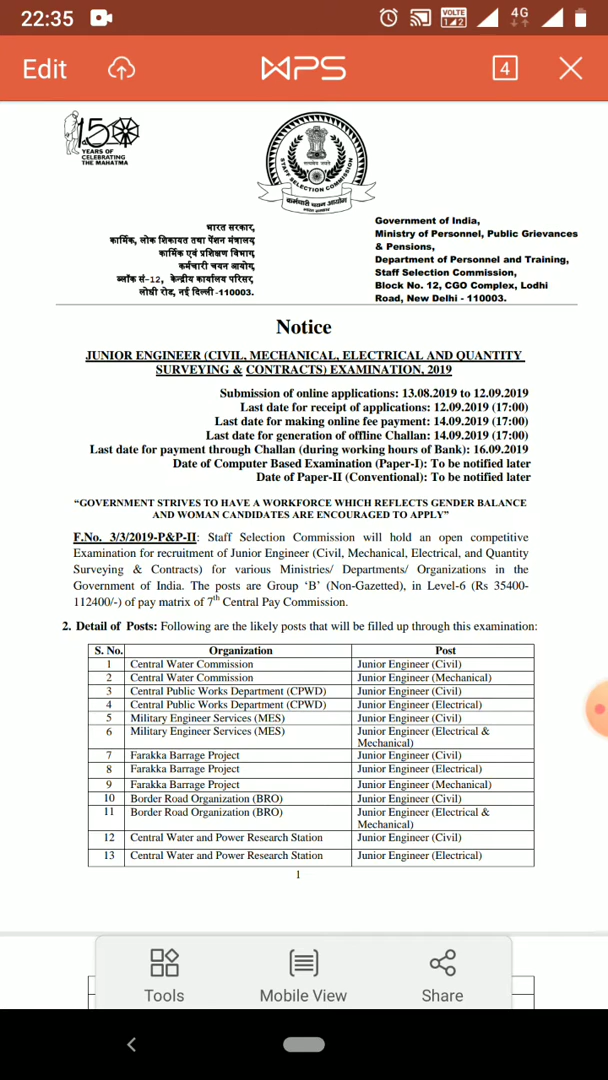 22:35
VOLTE
4G
Edit
WPS
4
150
YEARS OF
CELEBRATING
THE MAHATMA
STAFF SELECTION COMMISSION
कर्मचारी चयन आयोग
भारत सरकार,
कार्मिक, लोक शिकायत तथा पेंशन मंत्रालय
कार्मिक एवं प्रशिक्षण विभाग,
कर्मचारी चयन आयोग,
ब्लॉक सं-12, केन्द्रीय कार्यालय परिसर,
लोधी रोड, नई दिल्ली -110003.
Government of India,
Ministry of Personnel, Public Grievances
& Pensions,
Department of Personnel and Training,
Staff Selection Commission,
Block No. 12, CGO Complex, Lodhi
Road, New Delhi - 110003.
Notice
JUNIOR ENGINEER (CIVIL, MECHANICAL, ELECTRICAL AND QUANTITY
SURVEYING & CONTRACTS) EXAMINATION, 2019
Submission of online applications: 13.08.2019 to 12.09.2019
Last date for receipt of applications: 12.09.2019 (17:00)
Last date for making online fee payment: 14.09.2019 (17:00)
Last date for generation of offline Challan: 14.09.2019 (17:00)
Last date for payment through Challan (during working hours of Bank): 16.09.2019
Date of Computer Based Examination (Paper-I): To be notified later
Date of Paper-II (Conventional): To be notified later
“GOVERNMENT STRIVES TO HAVE A WORKFORCE WHICH REFLECTS GENDER BALANCE
AND WOMAN CANDIDATES ARE ENCOURAGED TO APPLY”
F.No. 3/3/2019-P&P-II: Staff Selection Commission will hold an open competitive
Examination for recruitment of Junior Engineer (Civil, Mechanical, Electrical, and Quantity
Surveying & Contracts) for various Ministries/ Departments/ Organizations in the
Government of India. The posts are Group ‘B’ (Non-Gazetted), in Level-6 (Rs 35400-
112400/-) of pay matrix of 7th Central Pay Commission.
2. Detail of Posts: Following are the likely posts that will be filled up through this examination:
S. No. Organization Post
1 Central Water Commission Junior Engineer (Civil)
2 Central Water Commission Junior Engineer (Mechanical)
3 Central Public Works Department (CPWD) Junior Engineer (Civil)
4 Central Public Works Department (CPWD) Junior Engineer (Electrical)
5 Military Engineer Services (MES) Junior Engineer (Civil)
6 Military Engineer Services (MES) Junior Engineer (Electrical &
Mechanical)
7 Farakka Barrage Project Junior Engineer (Civil)
8 Farakka Barrage Project Junior Engineer (Electrical)
9 Farakka Barrage Project Junior Engineer (Mechanical)
10 Border Road Organization (BRO) Junior Engineer (Civil)
11 Border Road Organization (BRO) Junior Engineer (Electrical &
Mechanical)
12 Central Water and Power Research Station Junior Engineer (Civil)
13 Central Water and Power Research Station Junior Engineer (Electrical)
1
Tools
Mobile View
Share